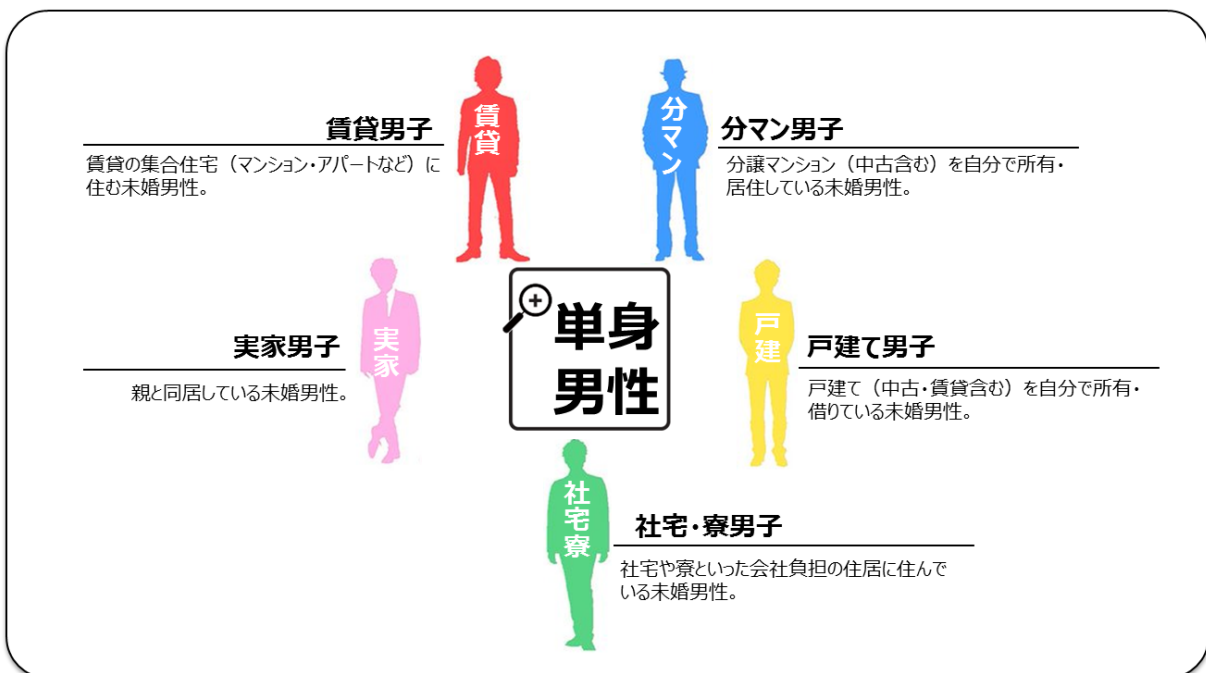 賃貸男子
賃貸の集合住宅（マンション・アパートなど）に
住む未婚男性。
賃貸
分マン
分マン男子
分譲マンション（中古含む）を自分で所有・
居住している未婚男性。
実家男子
親と同居している未婚男性。
実家
単身
男性
戸建
戸建て男子
戸建て（中古・賃貸含む）を自分で所有・
借りている未婚男性。
社宅寮
社宅・寮男子
社宅や寮といった会社負担の住居に住んで
いる未婚男性。